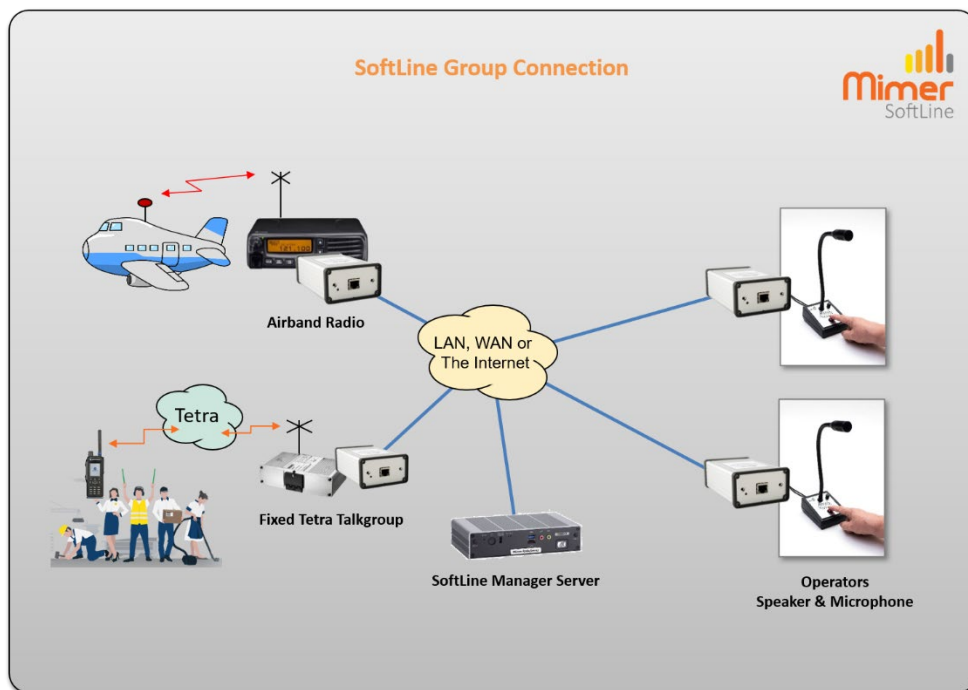 SoftLine Group Connection
Mimer
SoftLine
Airband Radio
LAN, WAN or
The Internet
Tetra
Fixed Tetra Talkgroup
SoftLine Manager Server
Operators
Speaker & Microphone